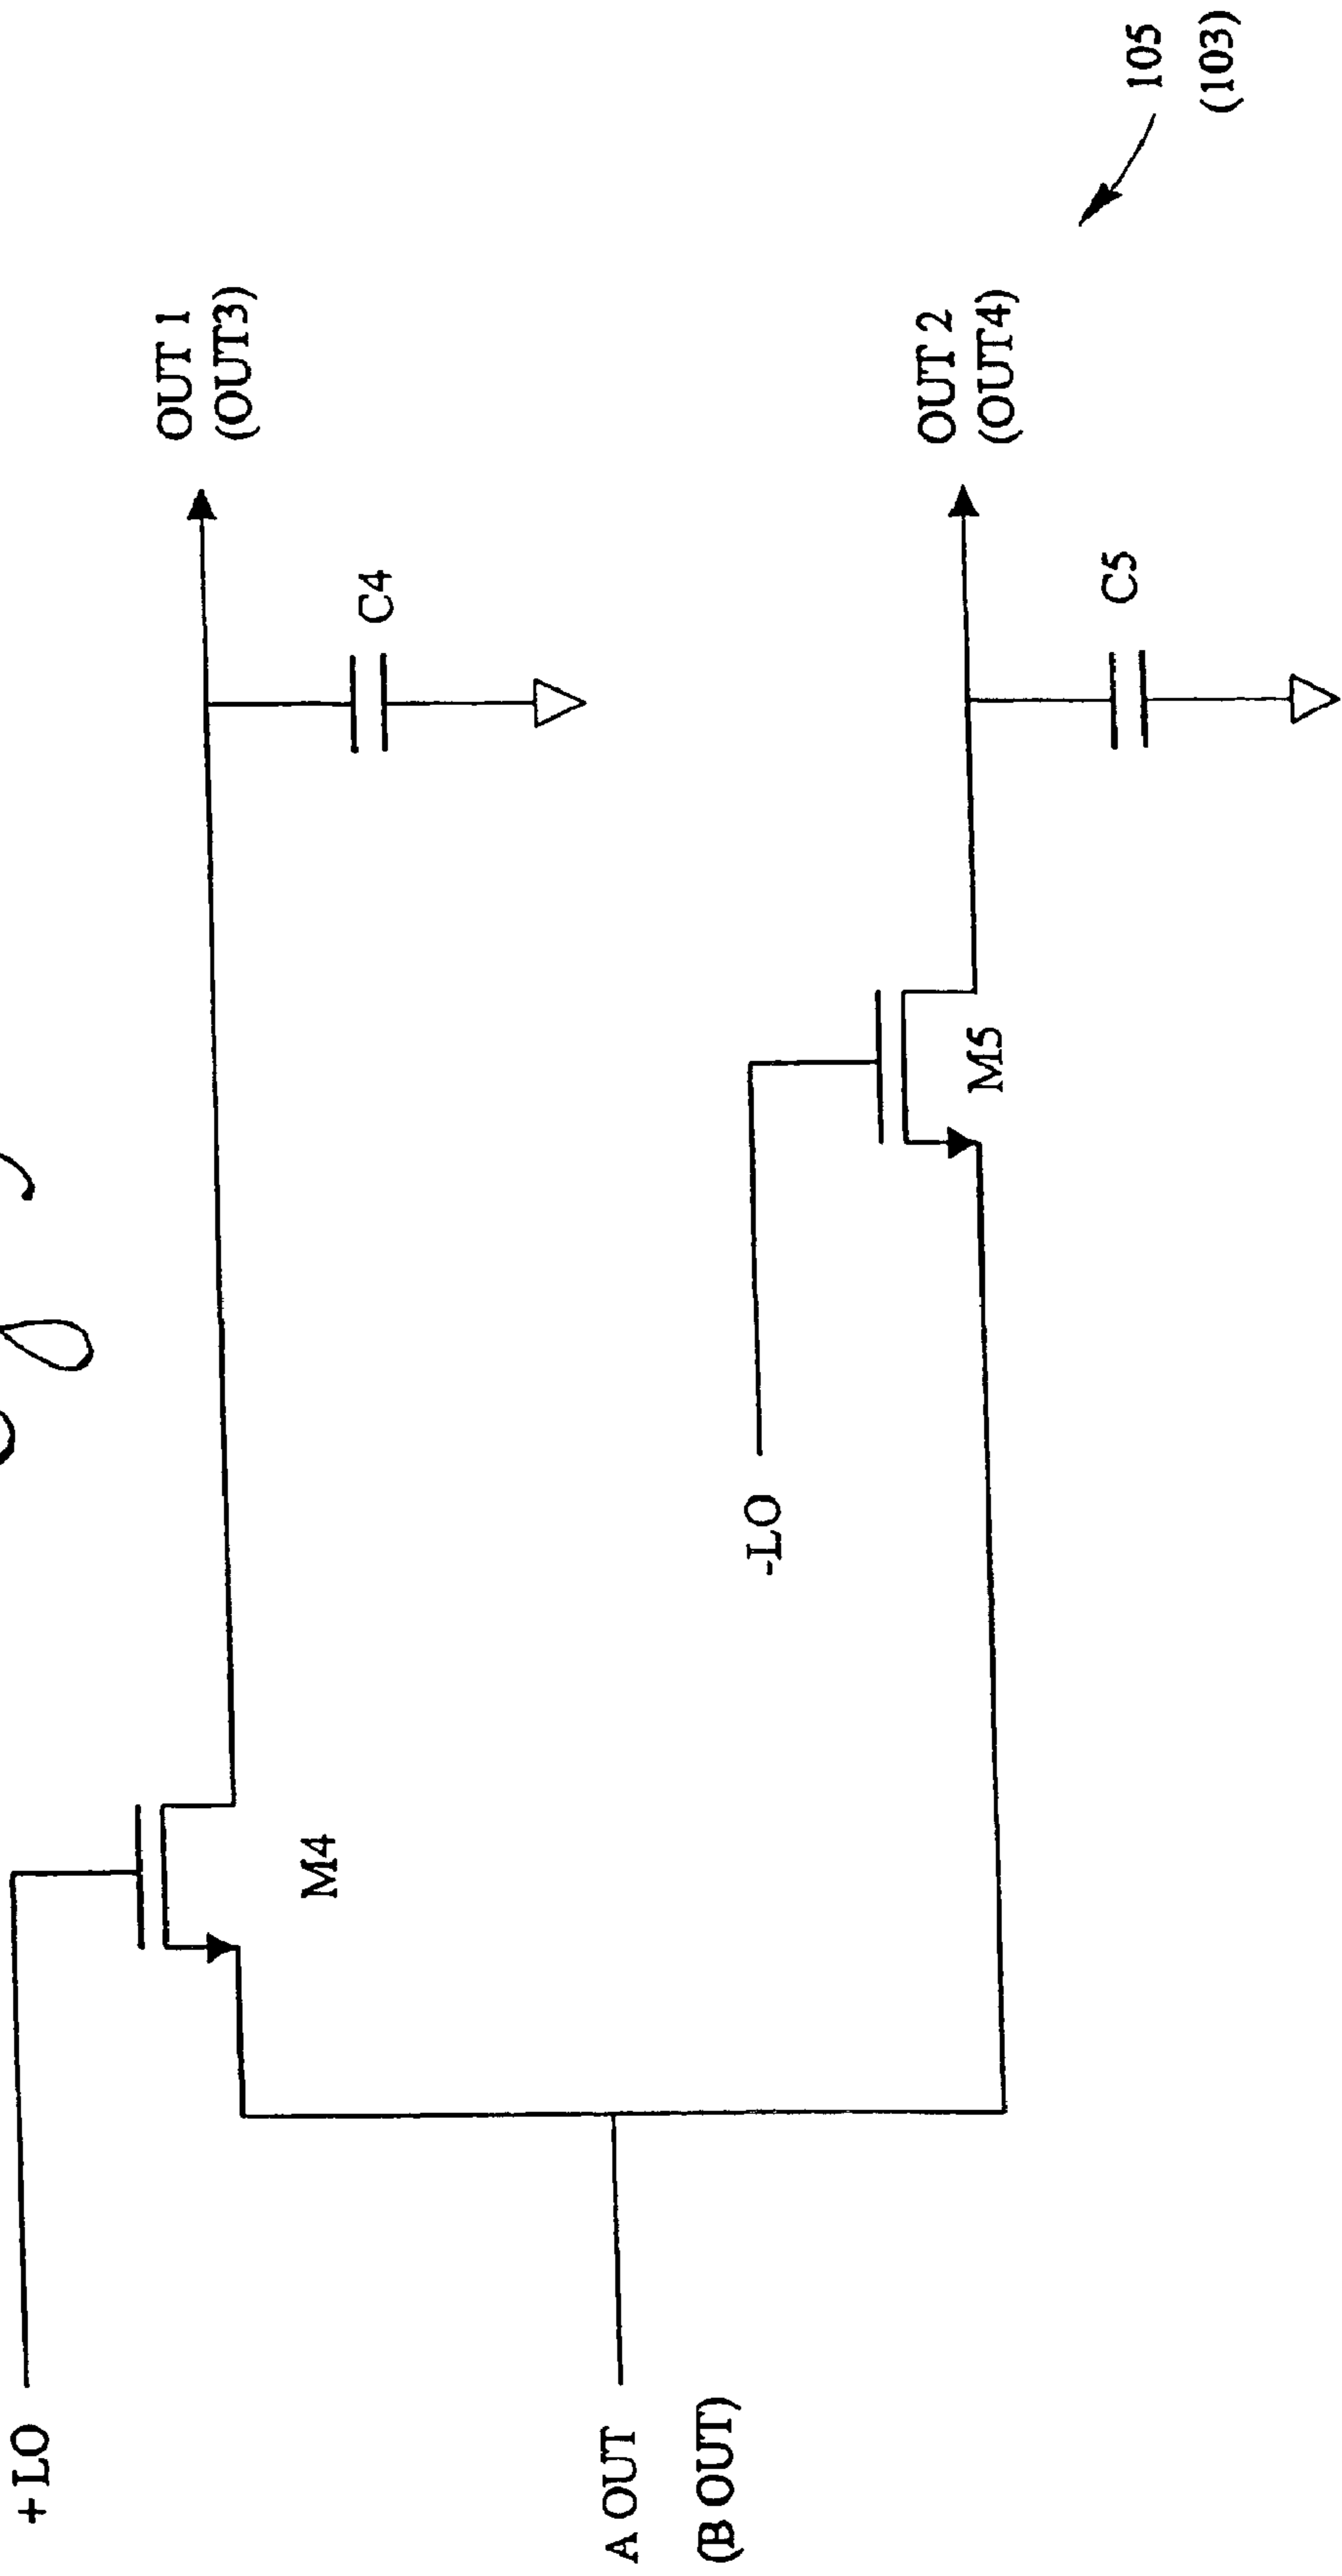 + LO
M4
OUT 1
(OUT3)
C4
A OUT
(B OUT)
-LO
M5
OUT 2
(OUT4)
C5
105
(103)